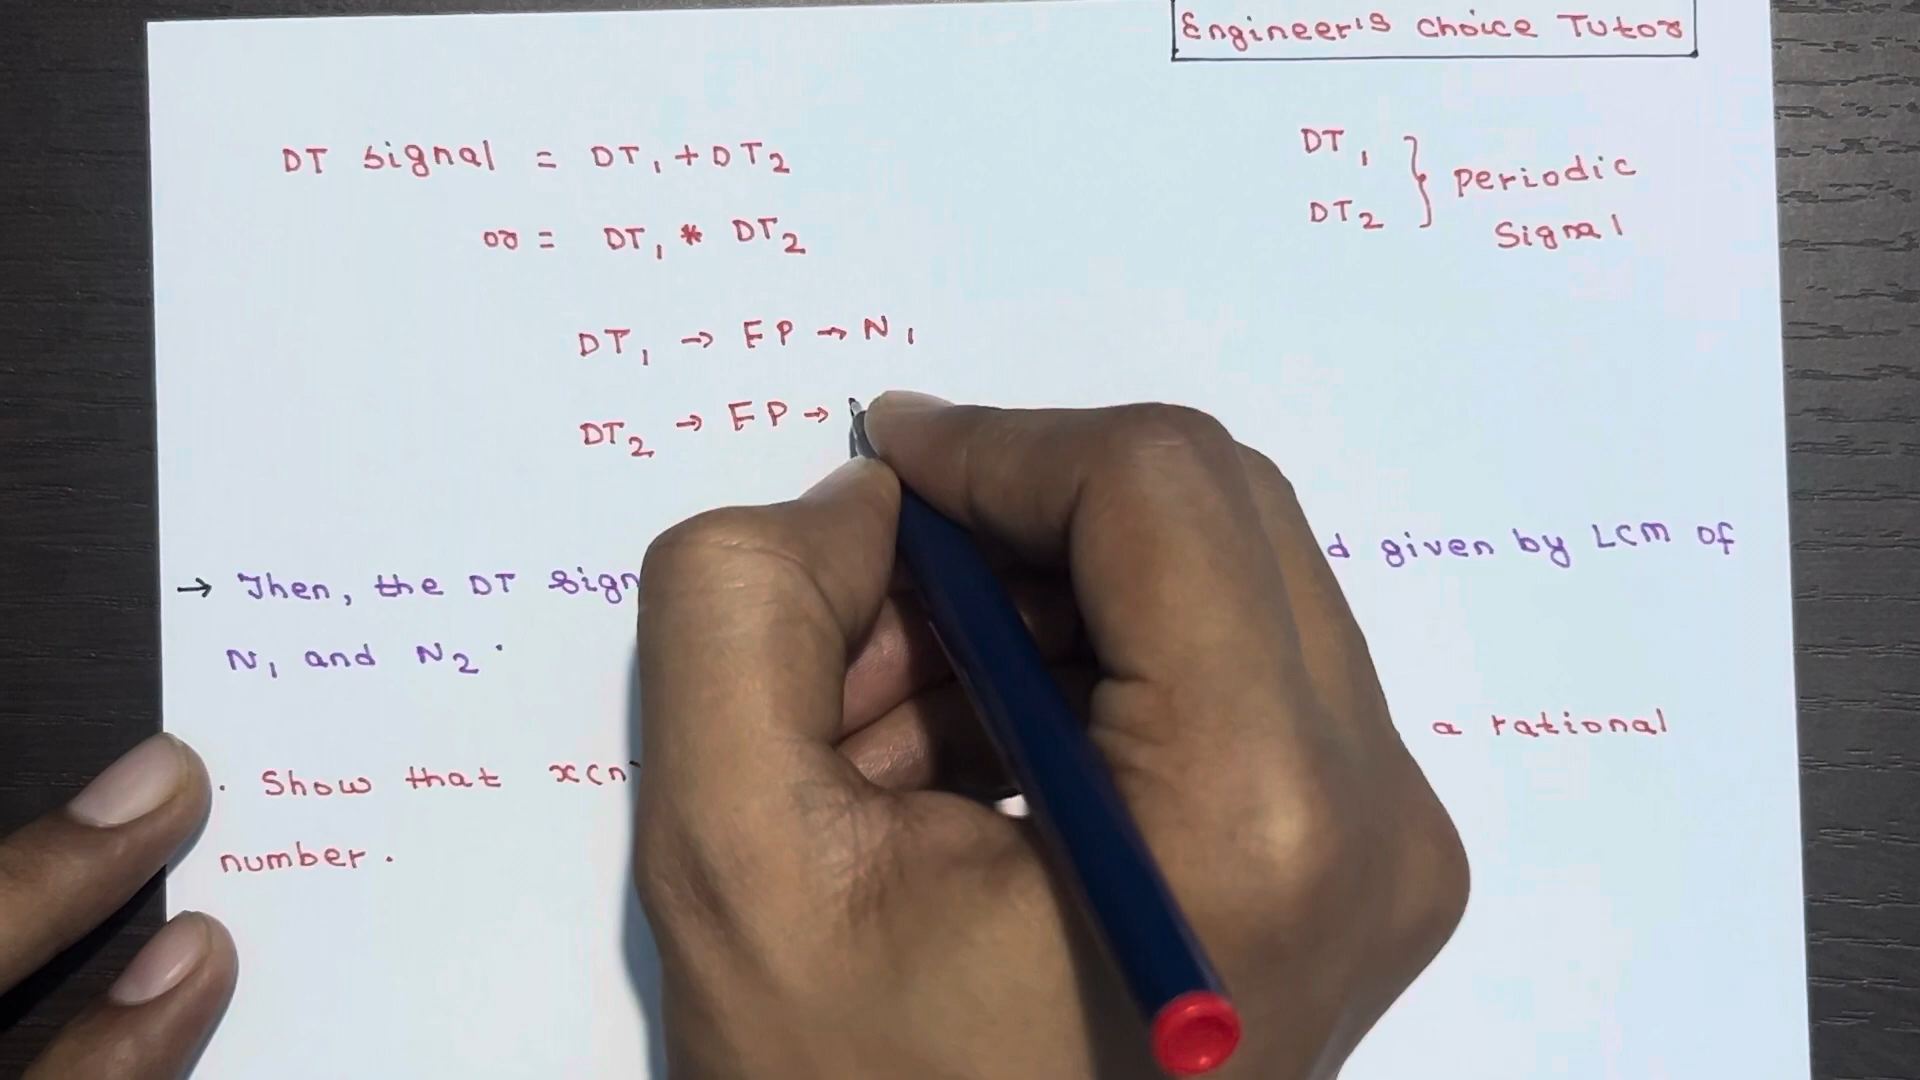 Engineer's Choice Tutor
DT signal = DT1 + DT2
or = DT1 * DT2
DT1
DT2 } Periodic
Signal
DT1 → FP → N1
DT2 → FP →
→ Then, the DT sign d given by LCM of
N1 and N2.
. Show that x(n a rational
number.